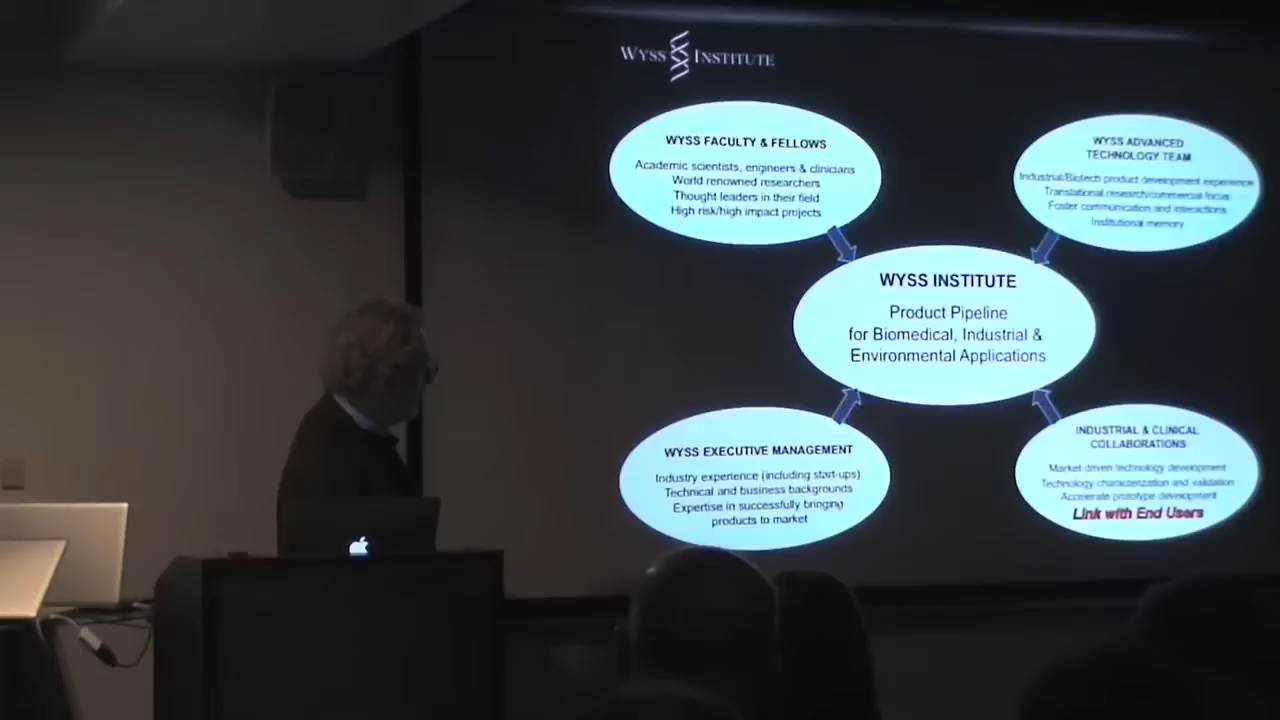 WYSS INSTITUTE
WYSS FACULTY & FELLOWS
Academic scientists, engineers & clinicians
World renowned researchers
Thought leaders in their field
High risk/high impact projects
WYSS ADVANCED
TECHNOLOGY TEAM
Industrial/Biotech product development experience
Translational research/commercial focus
Foster communication and interactions
Institutional memory
WYSS INSTITUTE
Product Pipeline
for Biomedical, Industrial &
Environmental Applications
WYSS EXECUTIVE MANAGEMENT
Industry experience (including start-ups)
Technical and business backgrounds
Expertise in successfully bringing
products to market
INDUSTRIAL & CLINICAL
COLLABORATIONS
Market driven technology development
Technology characterization and validation
Accelerate prototype development
Link with End Users